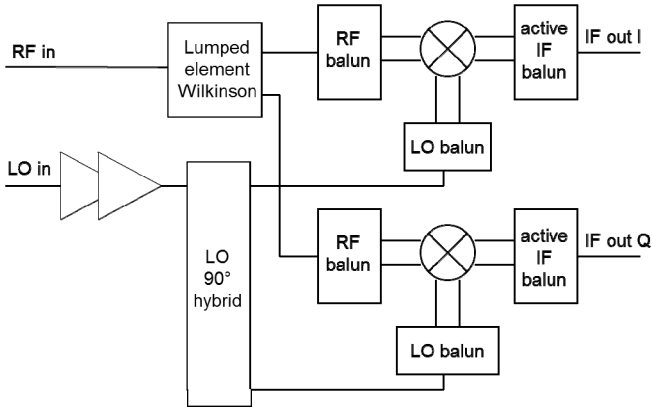 RF in
Lumped
element
Wilkinson
RF
balun
active
IF
balun
IF out I
LO balun
LO in
LO
90°
hybrid
RF
balun
active
IF
balun
IF out Q
LO balun